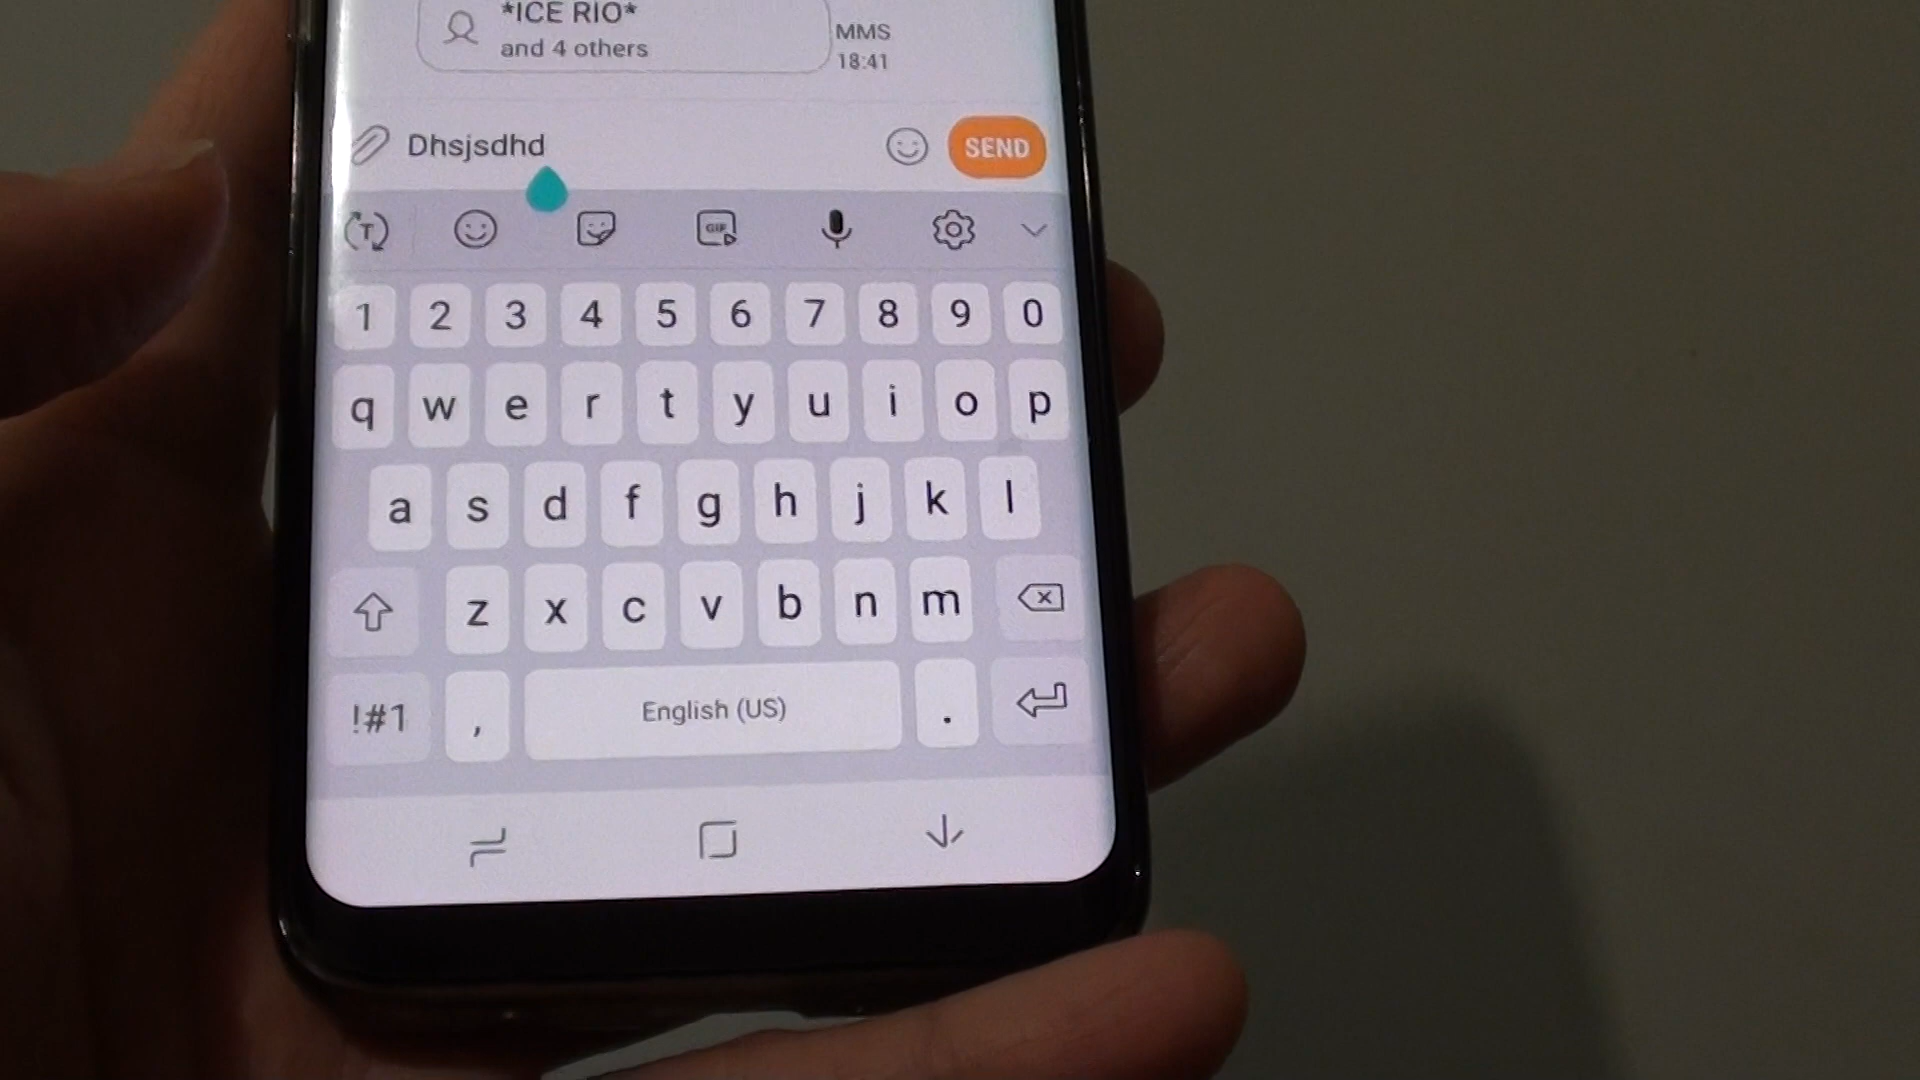 *ICE RIO*
and 4 others
MMS
18:41
Dhsjsdhd
SEND
T
GIF
1 2 3 4 5 6 7 8 9 0
q w e r t y u i o p
a s d f g h j k l
z x c v b n m
!#1 , English (US) .